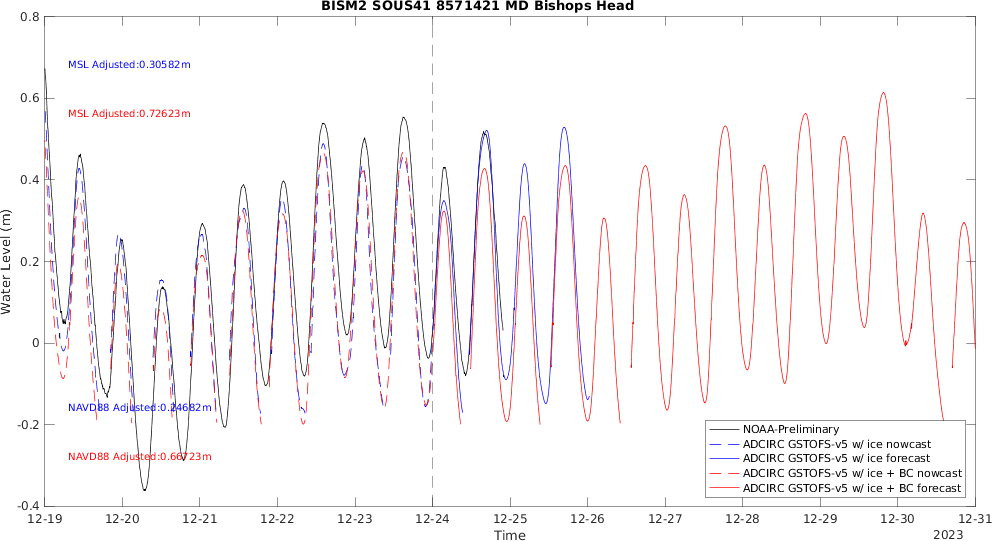 BISM2 SOUS41 8571421 MD Bishops Head
Water Level (m)
0.8
0.6
0.4
0.2
0
-0.2
-0.4
MSL Adjusted:0.30582m
MSL Adjusted:0.72623m
NAVD88 Adjusted:0.24682m
NAVD88 Adjusted:0.66723m
NOAA-Preliminary
ADCIRC GSTOFS-v5 w/ ice nowcast
ADCIRC GSTOFS-v5 w/ ice forecast
ADCIRC GSTOFS-v5 w/ ice + BC nowcast
ADCIRC GSTOFS-v5 w/ ice + BC forecast
12-19 12-20 12-21 12-22 12-23 12-24 12-25 12-26 12-27 12-28 12-29 12-30 12-31
Time
2023